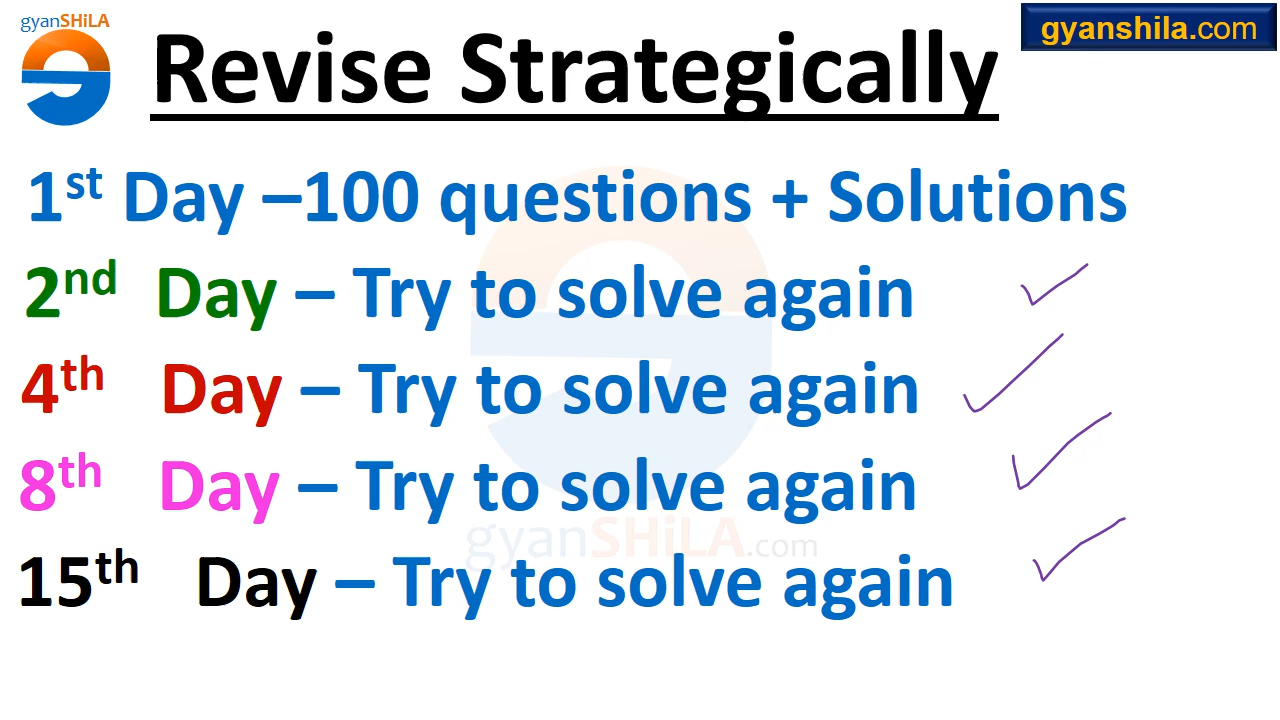 gyanSHiLA
Revise Strategically
gyanshila.com
1st Day –100 questions + Solutions
2nd Day – Try to solve again
4th Day – Try to solve again
8th Day – Try to solve again
gyanSHiLA.com
15th Day – Try to solve again